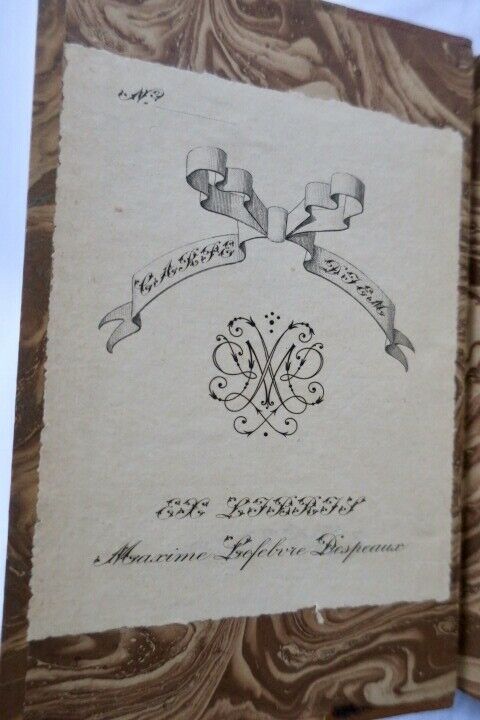 N.º
CARPE DIEM
EX LIBRIS
Maxime Lefebvre Despeaux